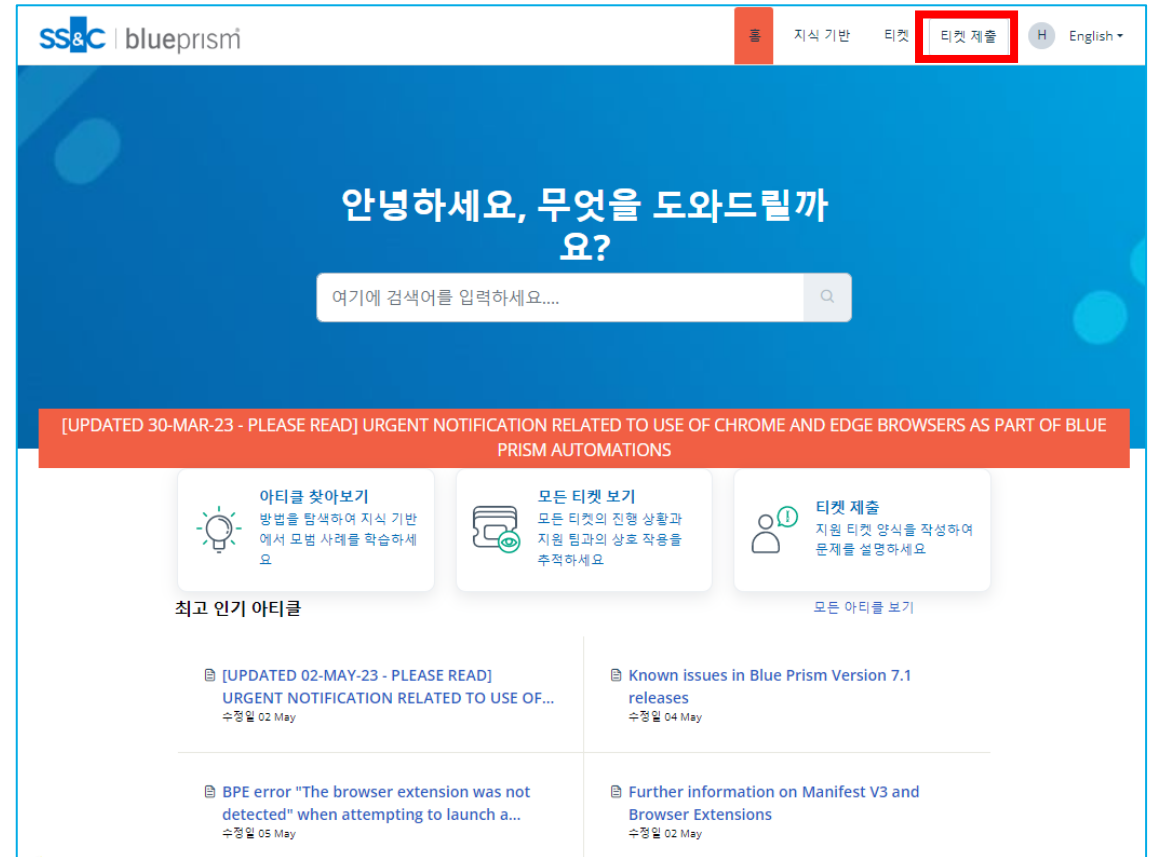 SS&C | blueprism
홈 지식 기반 티켓 티켓 제출 H English
안녕하세요, 무엇을 도와드릴까
요?
여기에 검색어를 입력하세요....
[UPDATED 30-MAR-23 - PLEASE READ] URGENT NOTIFICATION RELATED TO USE OF CHROME AND EDGE BROWSERS AS PART OF BLUE
PRISM AUTOMATIONS
아티클 찾아보기
방법을 탐색하여 지식 기반
에서 모범 사례를 학습하세
요
모든 티켓 보기
모든 티켓의 진행 상황과
지원 팀과의 상호 작용을
추적하세요
티켓 제출
지원 티켓 양식을 작성하여
문제를 설명하세요
최고 인기 아티클
모든 아티클 보기
[UPDATED 02-MAY-23 - PLEASE READ]
URGENT NOTIFICATION RELATED TO USE OF...
수정일 02 May
Known issues in Blue Prism Version 7.1
releases
수정일 04 May
BPE error "The browser extension was not
detected" when attempting to launch a...
수정일 05 May
Further information on Manifest V3 and
Browser Extensions
수정일 02 May